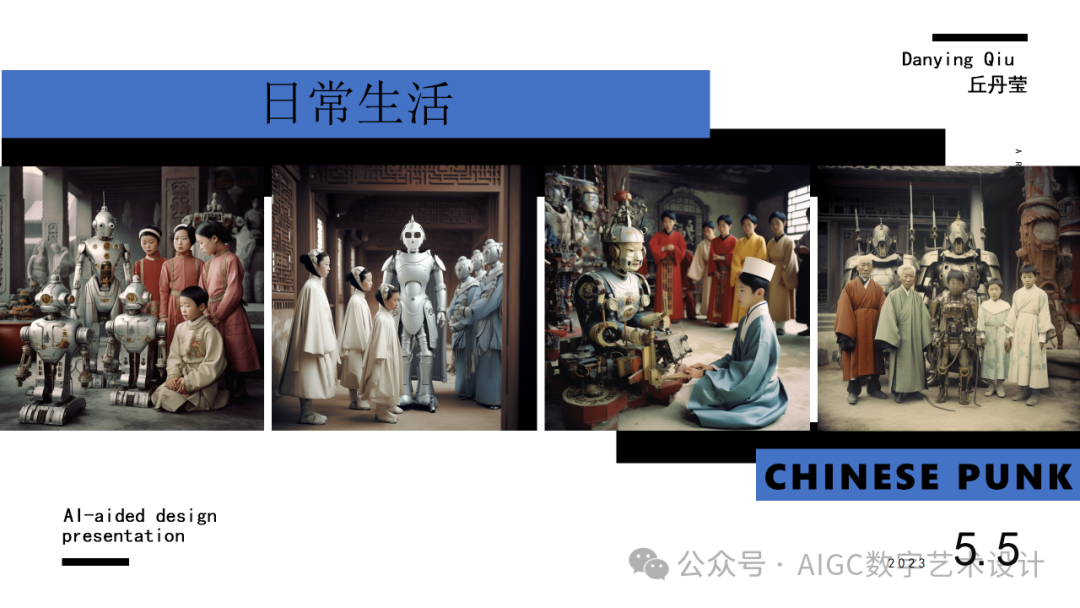 Danying Qiu
丘丹莹
日常生活
A
R
CHINESE PUNK
AI-aided design
presentation
2023
5.5
公众号 · AIGC数字艺术设计